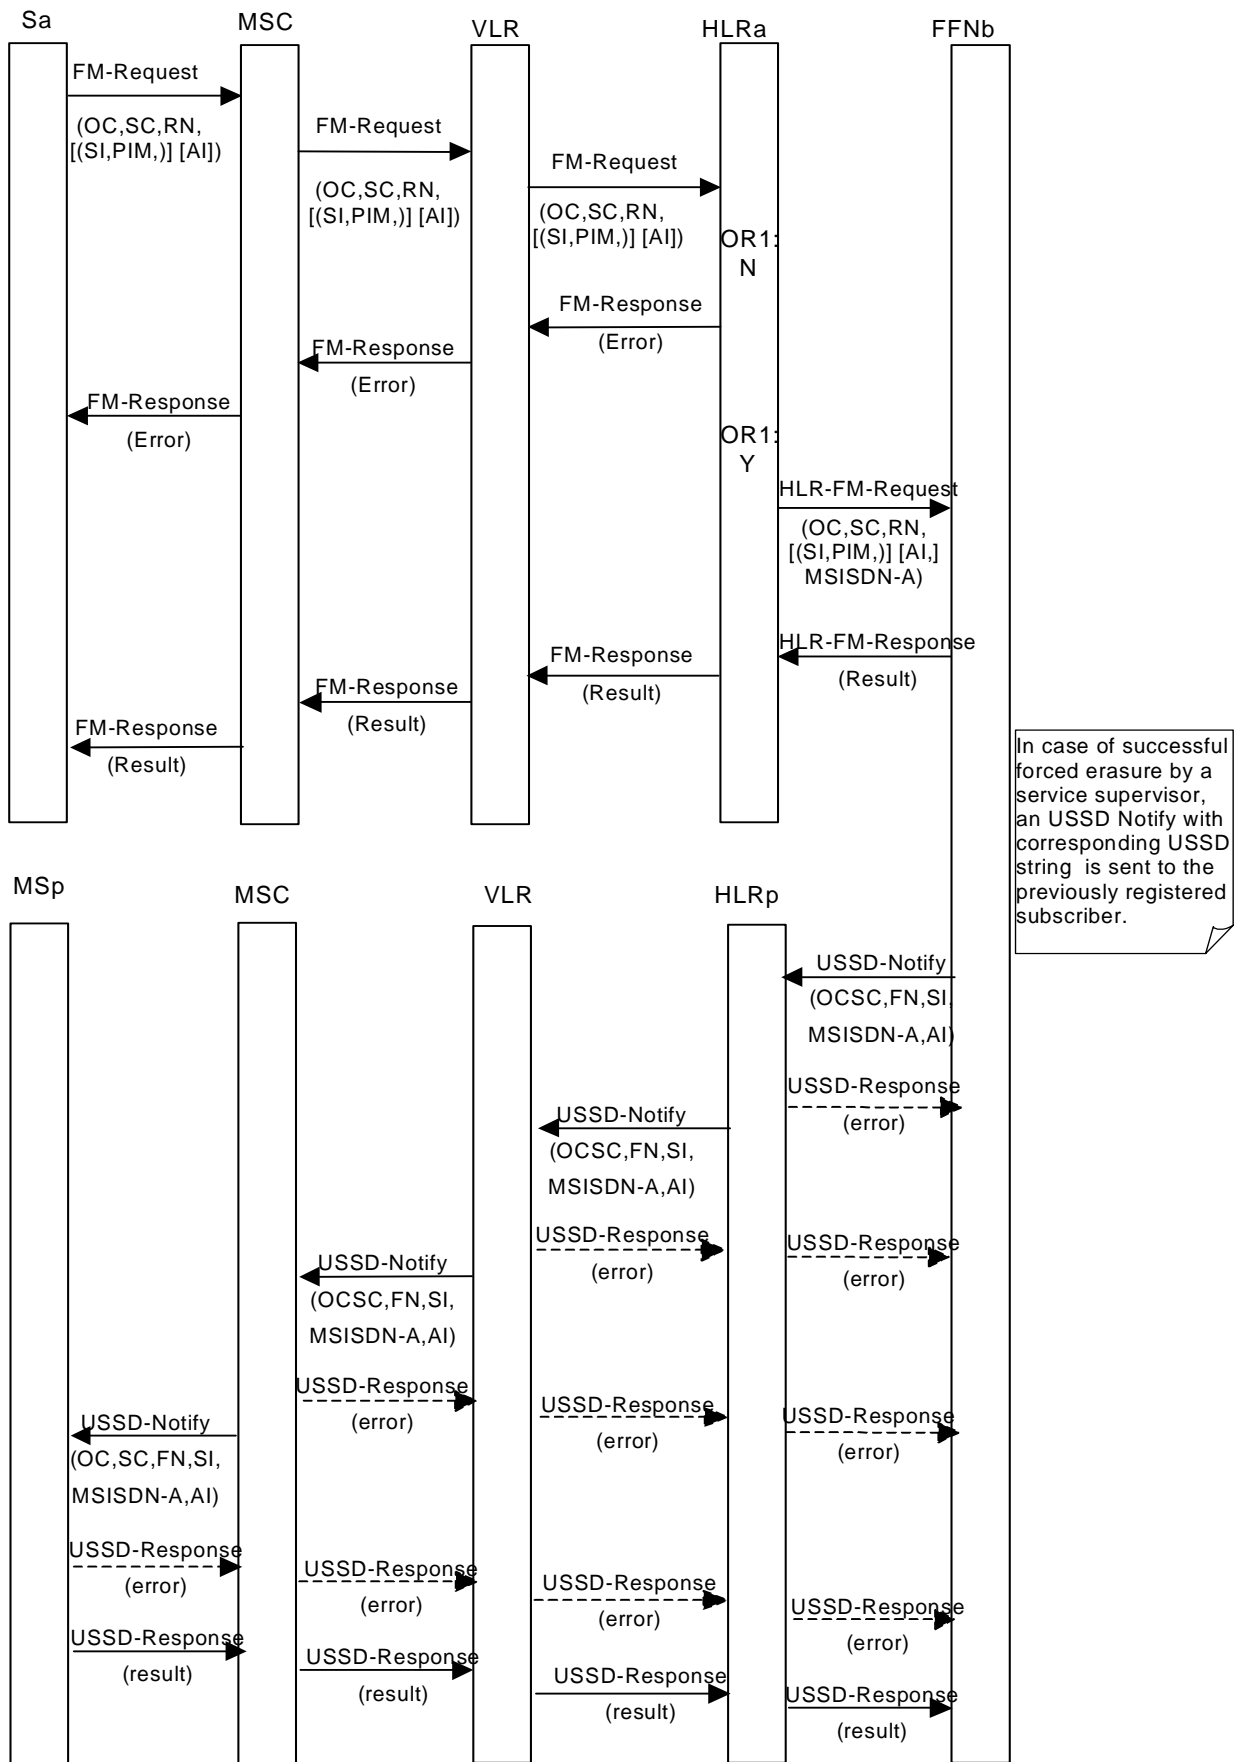 Sa
MSC
VLR
HLRa
FFNb
FM-Request
(OC,SC,RN,
[(SI,PIM,)] [AI])
FM-Request
(OC,SC,RN,
[(SI,PIM,)] [AI])
FM-Request
(OC,SC,RN,
[(SI,PIM,)] [AI])
OR1:
N
FM-Response
(Error)
FM-Response
(Error)
FM-Response
(Error)
OR1:
Y
HLR-FM-Request
(OC,SC,RN,
[(SI,PIM,)] [AI,]
MSISDN-A)
HLR-FM-Response
(Result)
FM-Response
(Result)
FM-Response
(Result)
FM-Response
(Result)
In case of successful
forced erasure by a
service supervisor,
an USSD Notify with
corresponding USSD
string is sent to the
previously registered
subscriber.
MSp
MSC
VLR
HLRp
USSD-Notify
(OCSC,FN,SI,
MSISDN-A,AI)
USSD-Response
(error)
USSD-Notify
(OCSC,FN,SI,
MSISDN-A,AI)
USSD-Response
(error)
USSD-Response
(error)
USSD-Notify
(OCSC,FN,SI,
MSISDN-A,AI)
USSD-Response
(error)
USSD-Response
(error)
USSD-Response
(error)
USSD-Notify
(OC,SC,FN,SI,
MSISDN-A,AI)
USSD-Response
(error)
USSD-Response
(error)
USSD-Response
(error)
USSD-Response
(error)
USSD-Response
(result)
USSD-Response
(result)
USSD-Response
(result)
USSD-Response
(result)